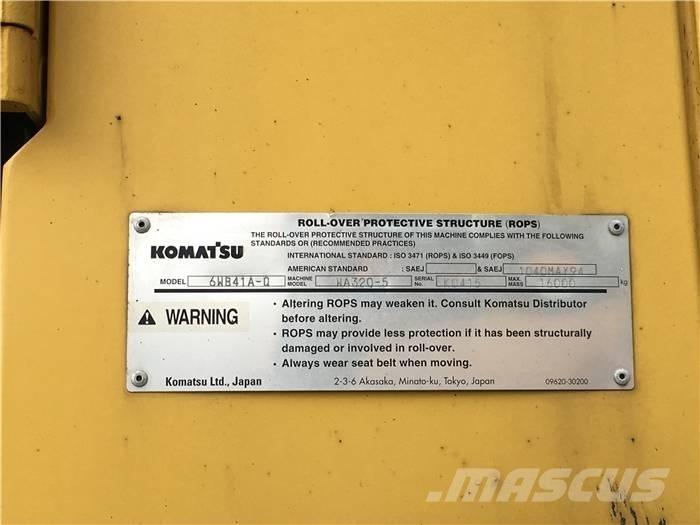 ROLL-OVER PROTECTIVE STRUCTURE (ROPS)
THE ROLL-OVER PROTECTIVE STRUCTURE OF THIS MACHINE COMPLIES WITH THE FOLLOWING
STANDARDS OR (RECOMMENDED PRACTICES)
KOMATSU
INTERNATIONAL STANDARD : ISO 3471 (ROPS) & ISO 3449 (FOPS)
AMERICAN STANDARD : SAEJ & SAEJ 1040MAY94
MODEL 6WB41A-Q MACHINE MODEL WA320-5 SERIAL No. MAX. MASS 16000 kg
WARNING
• Altering ROPS may weaken it. Consult Komatsu Distributor
before altering.
• ROPS may provide less protection if it has been structurally
damaged or involved in roll-over.
• Always wear seat belt when moving.
Komatsu Ltd., Japan 2-3-6 Akasaka, Minato-ku, Tokyo, Japan 09620-30200
MASCUS